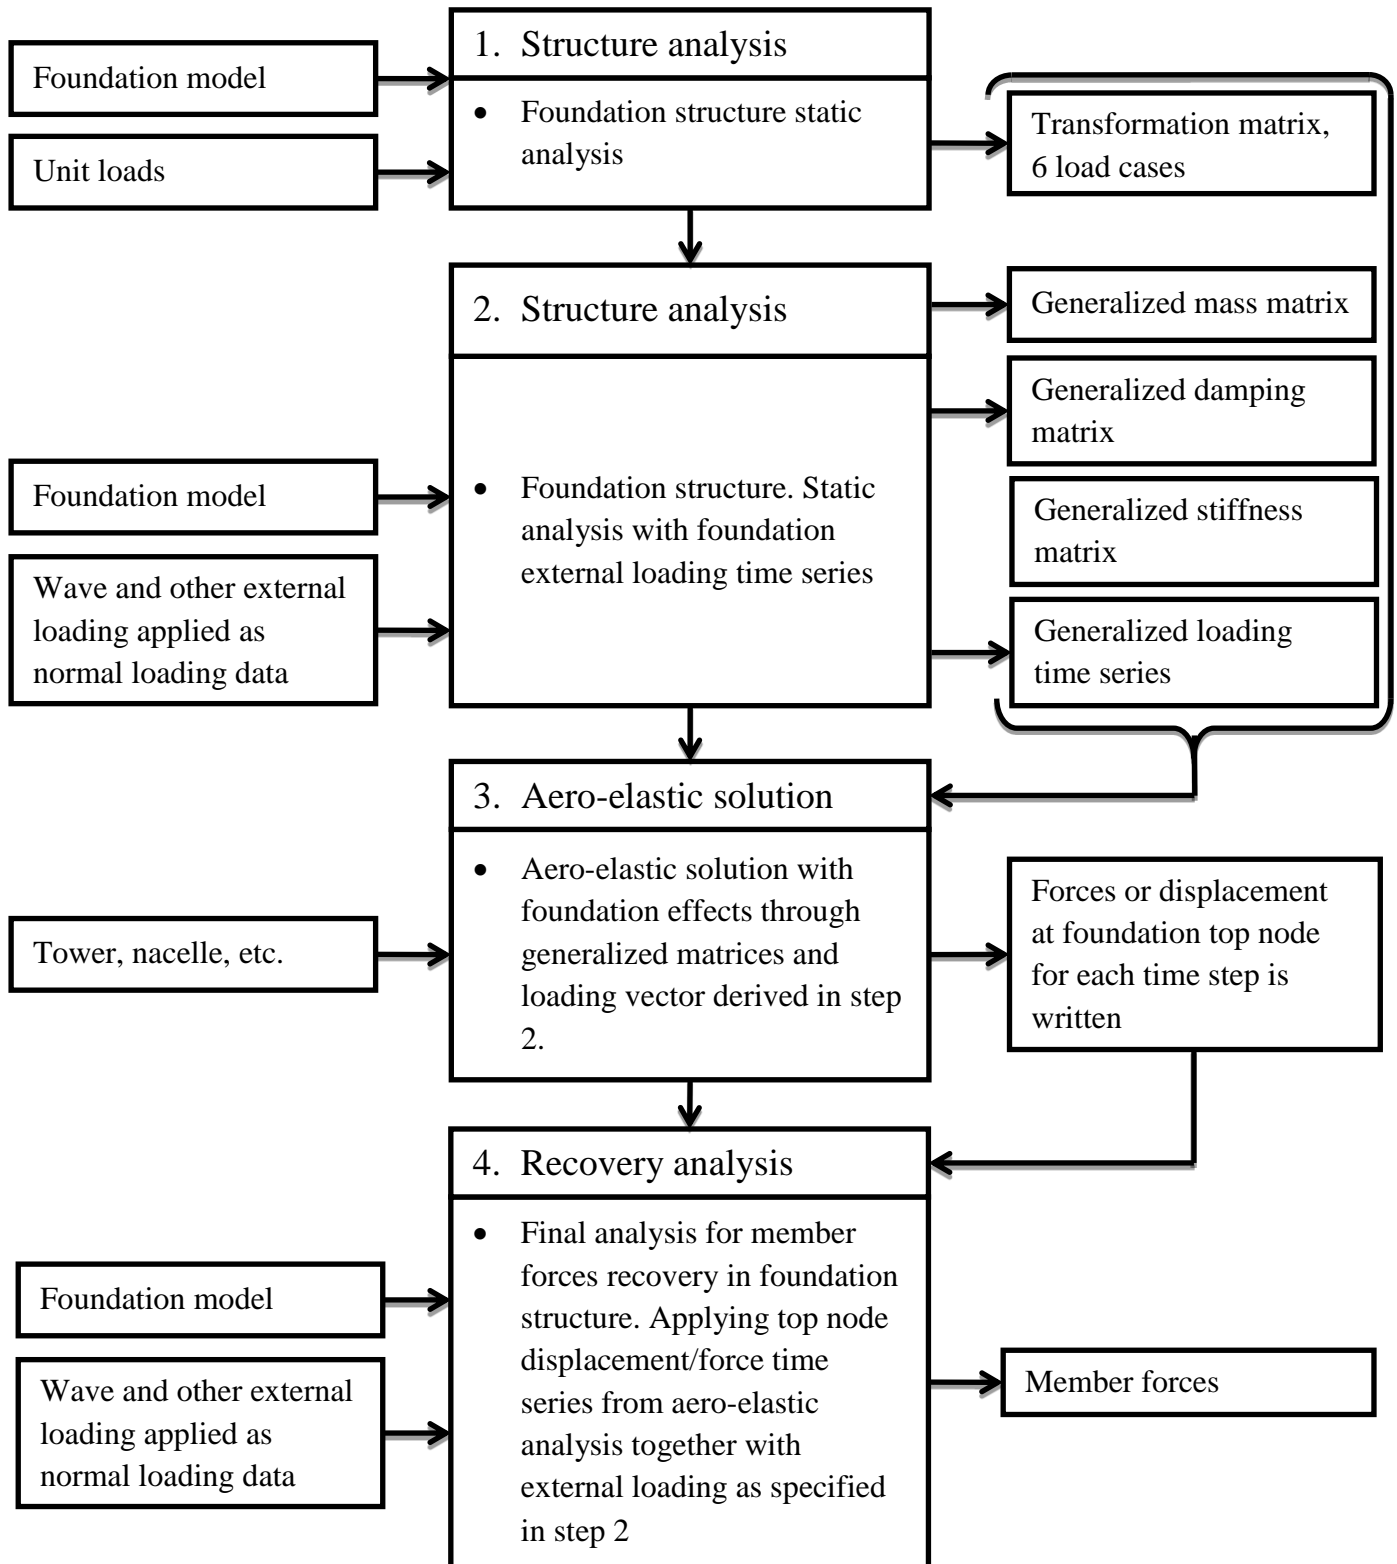 1. Structure analysis
Foundation model
• Foundation structure static
analysis
Unit loads
Transformation matrix,
6 load cases
2. Structure analysis
Generalized mass matrix
Generalized damping
matrix
Foundation model
• Foundation structure. Static
analysis with foundation
external loading time series
Generalized stiffness
matrix
Wave and other external
loading applied as
normal loading data
Generalized loading
time series
3. Aero-elastic solution
• Aero-elastic solution with
foundation effects through
generalized matrices and
loading vector derived in step
2.
Tower, nacelle, etc.
Forces or displacement
at foundation top node
for each time step is
written
4. Recovery analysis
Foundation model
• Final analysis for member
forces recovery in foundation
structure. Applying top node
displacement/force time
series from aero-elastic
analysis together with
external loading as specified
in step 2
Wave and other external
loading applied as
normal loading data
Member forces